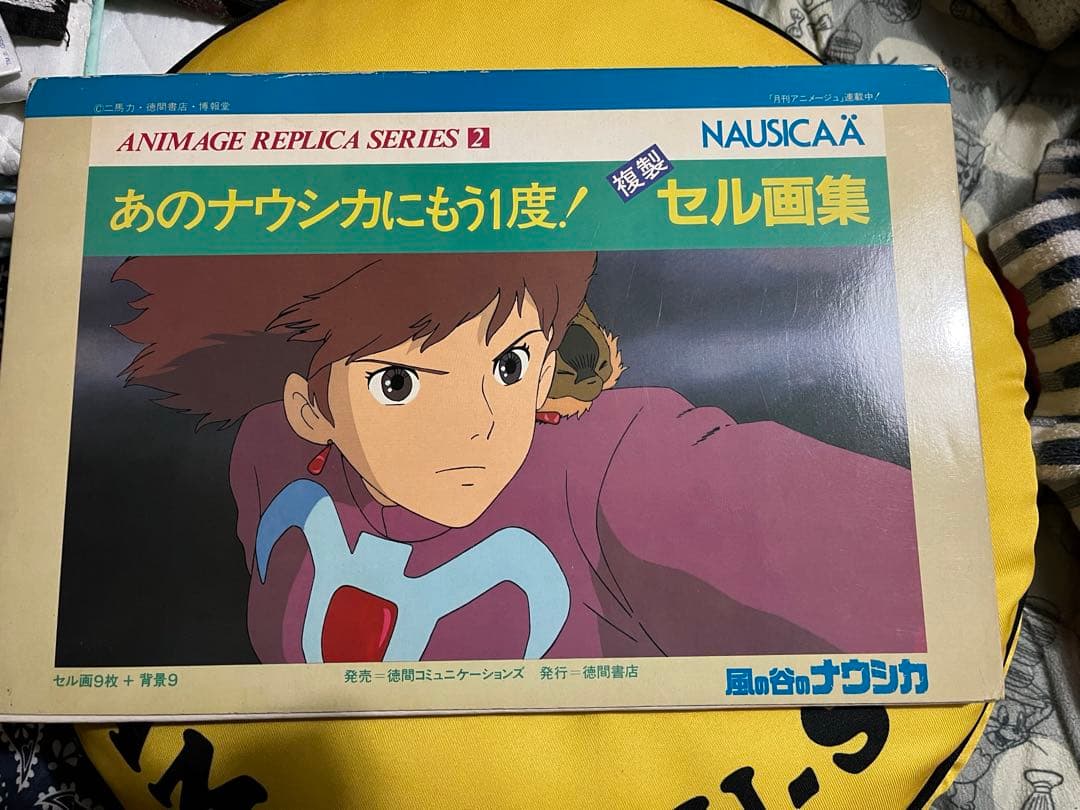 ©二馬力・徳間書店・博報堂
「月刊アニメージュ」連載中!
ANIMAGE REPLICA SERIES 2
NAUSICAÄ
あのナウシカにもう1度!
複製
セル画集
セル画9枚+背景9
発売=徳間コミュニケーションズ 発行=徳間書店
風の谷のナウシカ